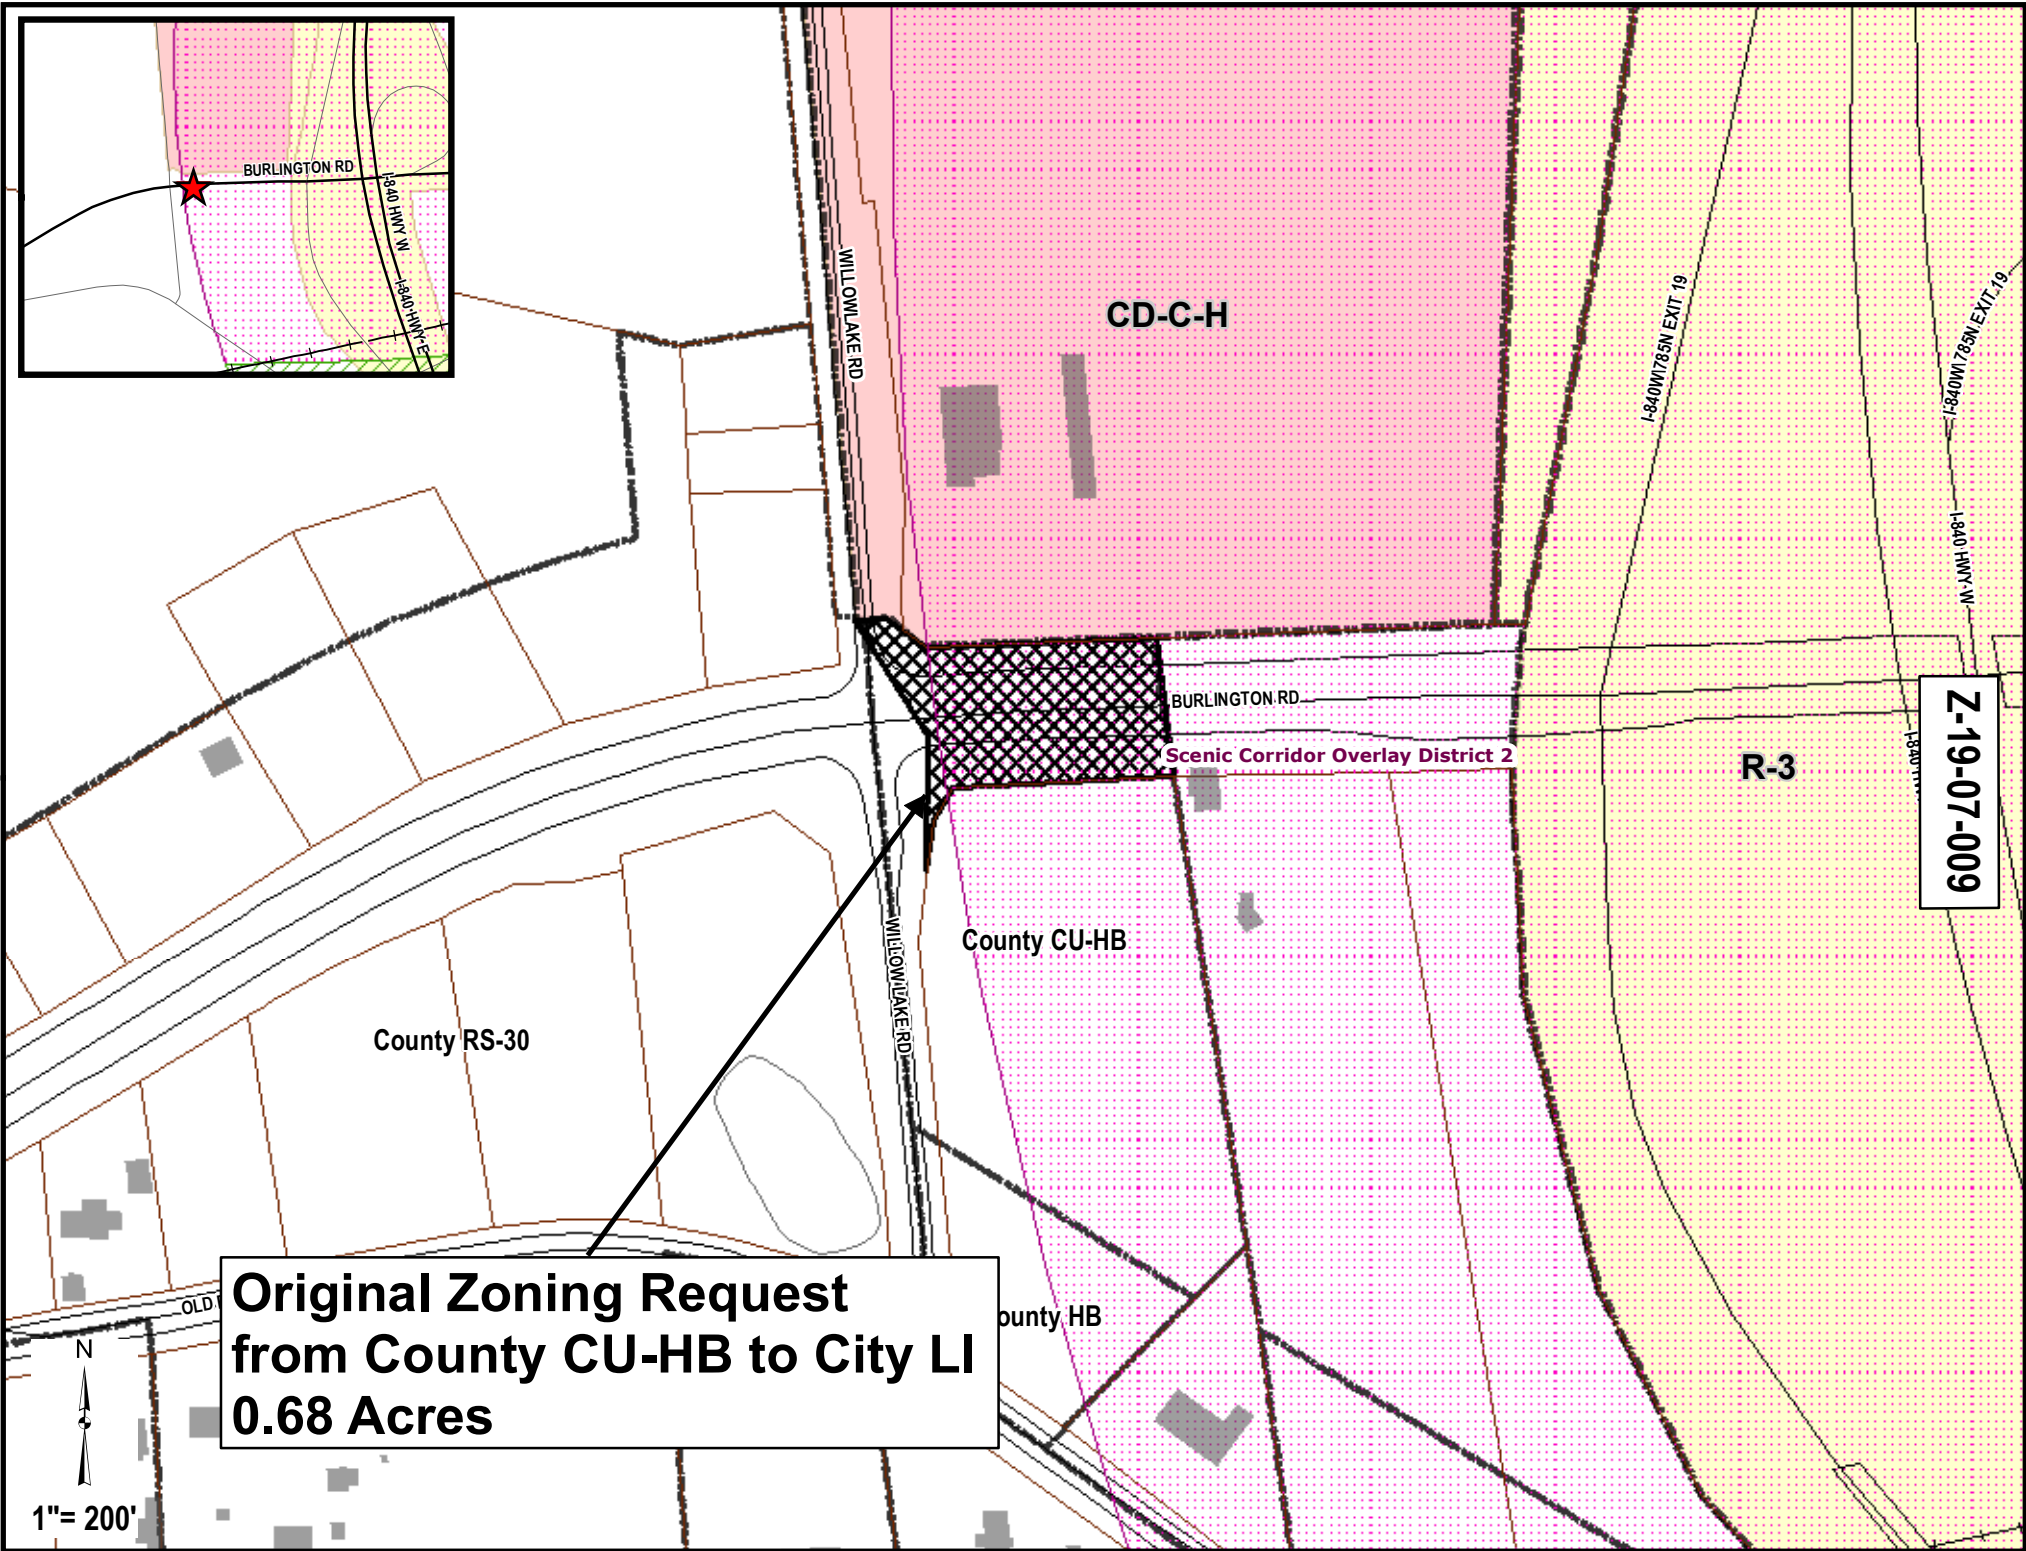 BURLINGTON RD
I-840 HWY W
I-840 HWY E
WILLOWLAKE RD
CD-C-H
I-840W\785N EXIT 19
I-840W\785N EXIT 19
I-840 HWY W
BURLINGTON RD
Scenic Corridor Overlay District 2
R-3
Z-19-07-009
County CU-HB
WILLOWLAKE RD
County RS-30
OLD
ounty HB
Original Zoning Request
from County CU-HB to City LI
0.68 Acres
N
1"= 200'